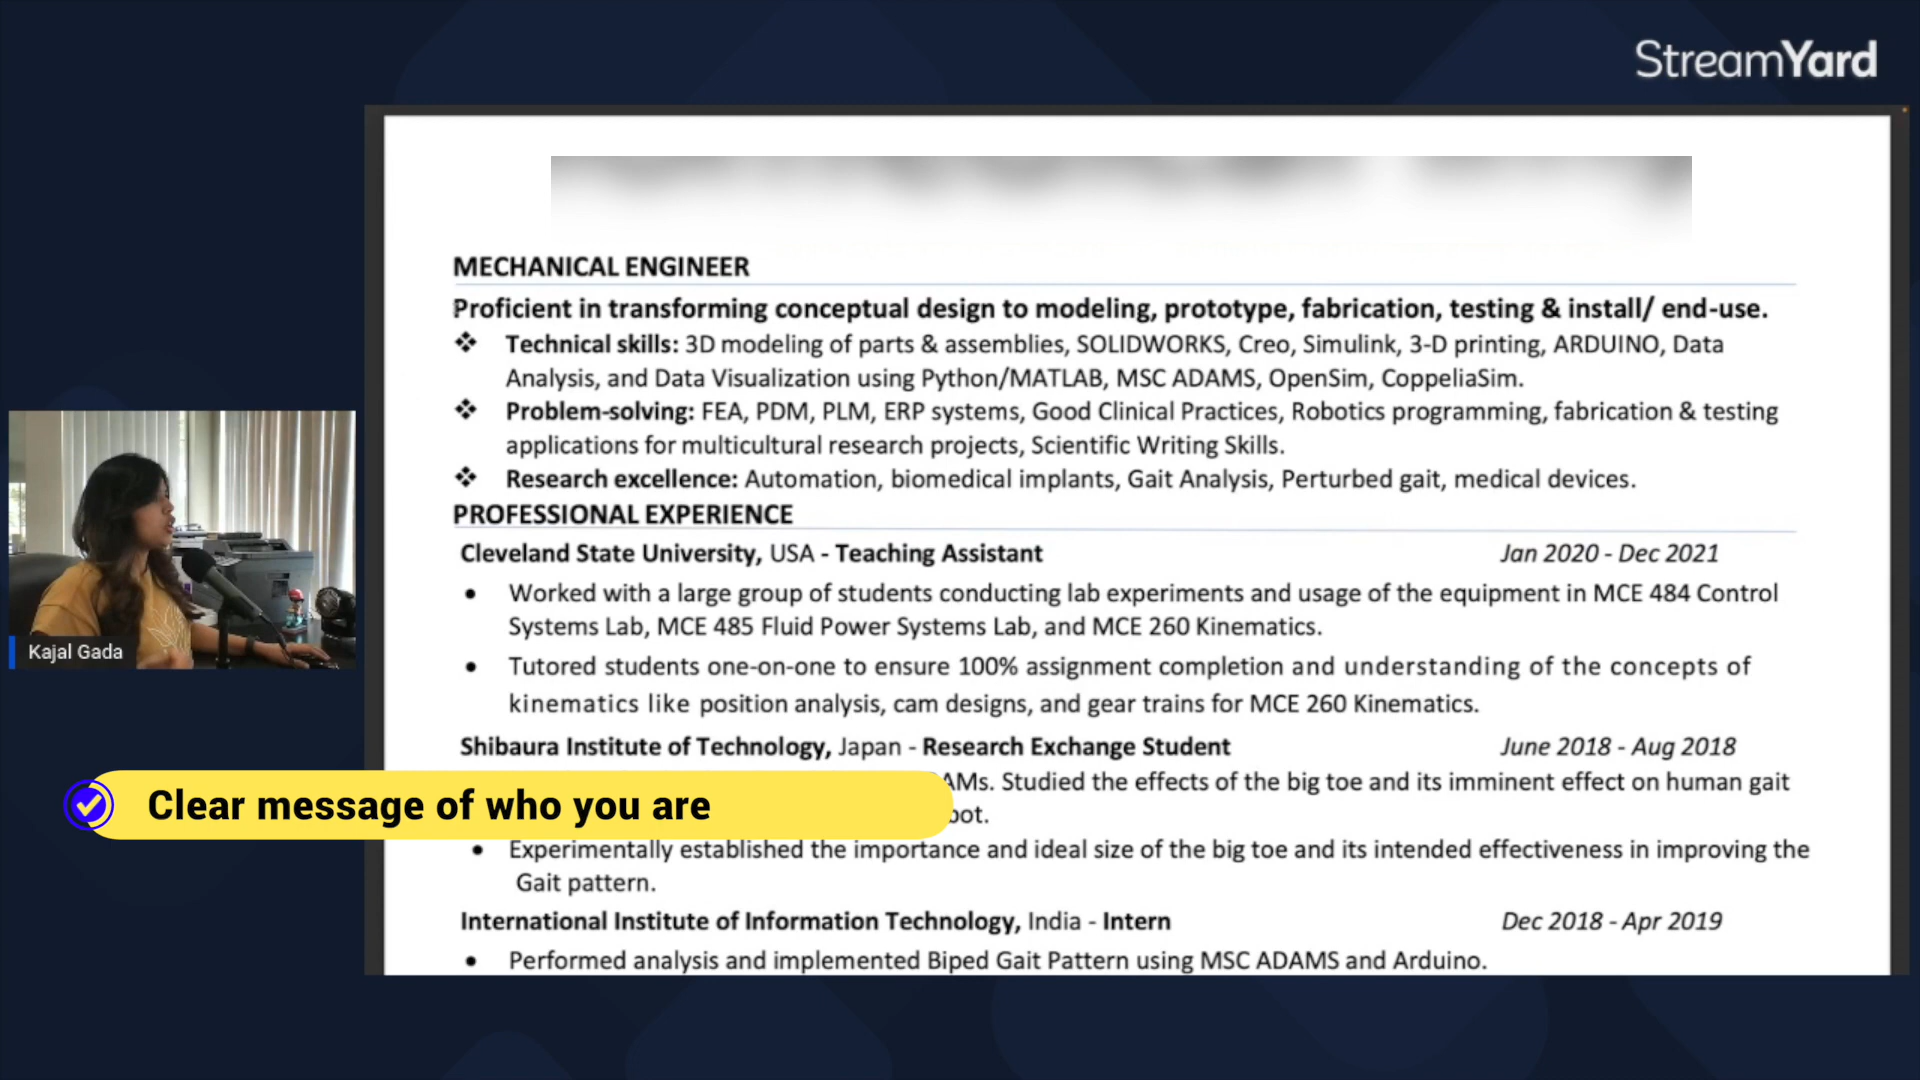 StreamYard
MECHANICAL ENGINEER
Proficient in transforming conceptual design to modeling, prototype, fabrication, testing & install/ end-use.
❖ Technical skills: 3D modeling of parts & assemblies, SOLIDWORKS, Creo, Simulink, 3-D printing, ARDUINO, Data
Analysis, and Data Visualization using Python/MATLAB, MSC ADAMS, OpenSim, CoppeliaSim.
❖ Problem-solving: FEA, PDM, PLM, ERP systems, Good Clinical Practices, Robotics programming, fabrication & testing
applications for multicultural research projects, Scientific Writing Skills.
❖ Research excellence: Automation, biomedical implants, Gait Analysis, Perturbed gait, medical devices.
PROFESSIONAL EXPERIENCE
Cleveland State University, USA - Teaching Assistant Jan 2020 - Dec 2021
• Worked with a large group of students conducting lab experiments and usage of the equipment in MCE 484 Control
Systems Lab, MCE 485 Fluid Power Systems Lab, and MCE 260 Kinematics.
• Tutored students one-on-one to ensure 100% assignment completion and understanding of the concepts of
kinematics like position analysis, cam designs, and gear trains for MCE 260 Kinematics.
Shibaura Institute of Technology, Japan - Research Exchange Student June 2018 - Aug 2018
Studied the effects of the big toe and its imminent effect on human gait
• Experimentally established the importance and ideal size of the big toe and its intended effectiveness in improving the
Gait pattern.
International Institute of Information Technology, India - Intern Dec 2018 - Apr 2019
• Performed analysis and implemented Biped Gait Pattern using MSC ADAMS and Arduino.
Kajal Gada
Clear message of who you are